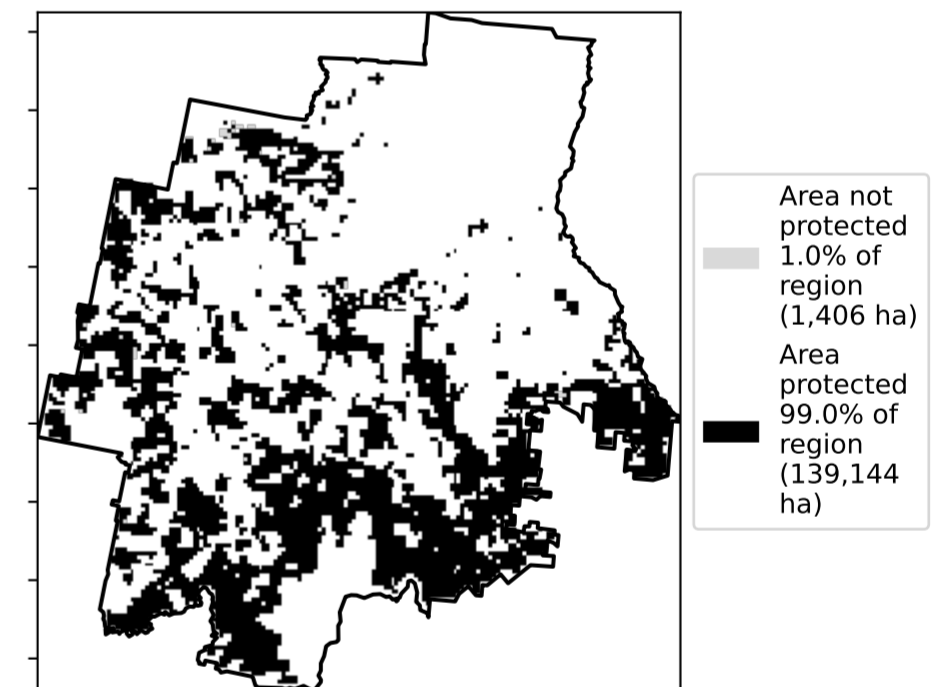 Area not
protected
1.0% of
region
(1,406 ha)
Area
protected
99.0% of
region
(139,144
ha)